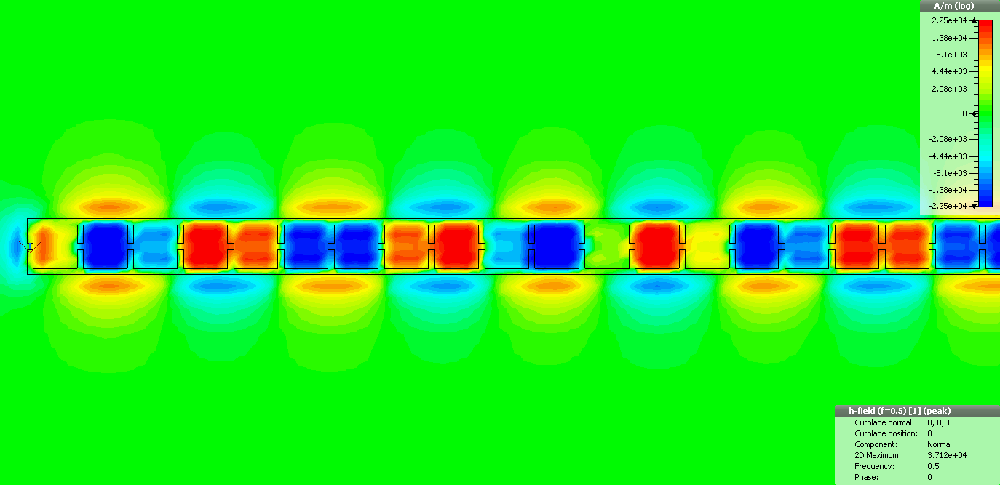 A/m (log)
2.25e+04
1.38e+04
8.1e+03
4.44e+03
2.08e+03
0
-2.08e+03
-4.44e+03
-8.1e+03
-1.38e+04
-2.25e+04
h-field (f=0.5) [1] (peak)
Cutplane normal: 0, 0, 1
Cutplane position: 0
Component: Normal
2D Maximum: 3.712e+04
Frequency: 0.5
Phase: 0